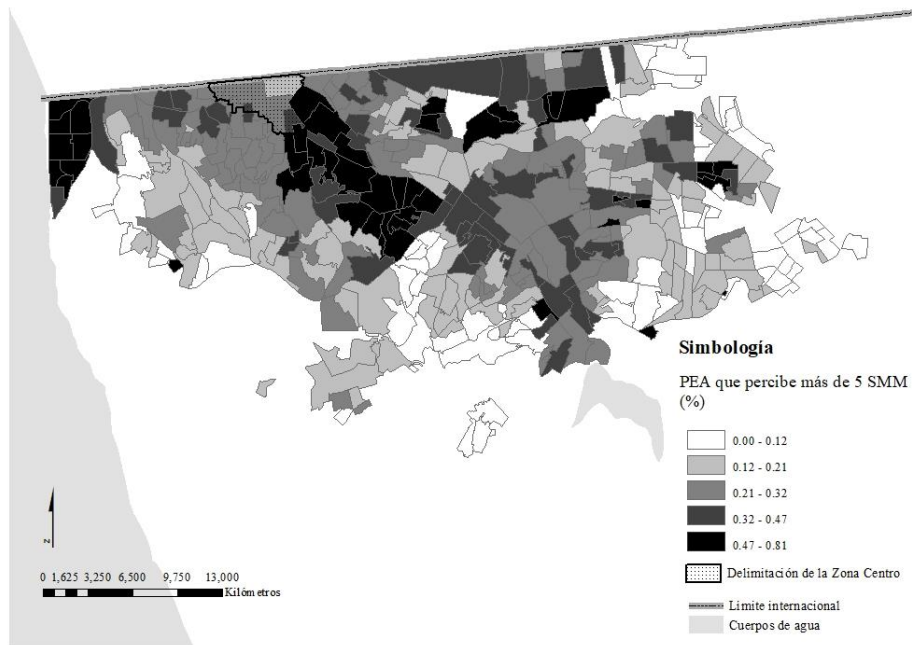 Simbología
PEA que percibe más de 5 SMM
(%)
0.00 - 0.12
0.12 - 0.21
0.21 - 0.32
0.32 - 0.47
0.47 - 0.81
Delimitación de la Zona Centro
Limite internacional
Cuerpos de agua
N
0 1,625 3,250 6,500 9,750 13,000
Kilómetros